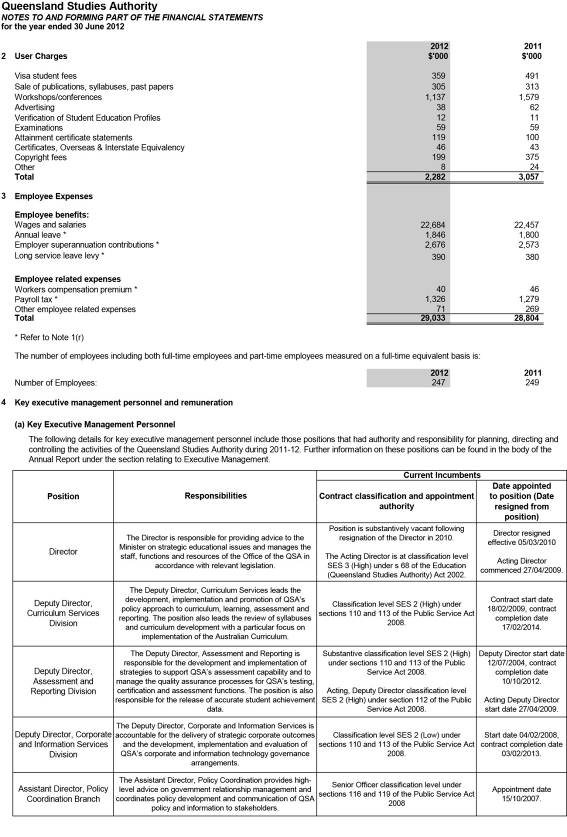 Queensland Studies Authority
NOTES TO AND FORMING PART OF THE FINANCIAL STATEMENTS
for the year ended 30 June 2012
2012 2011
2 User Charges $'000 $'000
Visa student fees 359 491
Sale of publications, syllabuses, past papers 305 313
Workshops/conferences 1,137 1,579
Advertising 38 62
Verification of Student Education Profiles 12 11
Examinations 59 59
Attainment certificate statements 119 100
Certificates, Overseas & Interstate Equivalency 46 43
Copyright fees 199 375
Other 8 24
Total 2,282 3,057
3 Employee Expenses
Employee benefits:
Wages and salaries 22,684 22,457
Annual leave * 1,846 1,800
Employer superannuation contributions * 2,676 2,573
Long service leave levy * 390 380
Employee related expenses
Workers compensation premium * 40 46
Payroll tax * 1,326 1,279
Other employee related expenses 71 269
Total 29,033 28,804
* Refer to Note 1(r)
The number of employees including both full-time employees and part-time employees measured on a full-time equivalent basis is:
2012 2011
Number of Employees: 247 249
4 Key executive management personnel and remuneration
(a) Key Executive Management Personnel
The following details for key executive management personnel include those positions that had authority and responsibility for planning, directing and
controlling the activities of the Queensland Studies Authority during 2011-12. Further information on these positions can be found in the body of the
Annual Report under the section relating to Executive Management.
Current Incumbents
Position
Responsibilities
Contract classification and appointment
authority
Date appointed
to position (Date
resigned from
position)
Director
The Director is responsible for providing advice to the
Minister on strategic educational issues and manages the
staff, functions and resources of the Office of the QSA in
accordance with relevant legislation.
Position is substantively vacant following
resignation of the Director in 2010.
The Acting Director is at classification level
SES 3 (High) under s 68 of the Education
(Queensland Studies Authority) Act 2002.
Director resigned
effective 05/03/2010
Acting Director
commenced 27/04/2009.
Deputy Director,
Curriculum Services
Division
The Deputy Director, Curriculum Services leads the
development, implementation and promotion of QSA's
policy approach to curriculum, learning, assessment and
reporting. The position also leads the review of syllabuses
and curriculum development with a particular focus on
implementation of the Australian Curriculum.
Classification level SES 2 (High) under
sections 110 and 113 of the Public Service Act
2008.
Contract start date
18/02/2009, contract
completion date
17/02/2014.
Deputy Director,
Assessment and
Reporting Division
The Deputy Director, Assessment and Reporting is
responsible for the development and implementation of
strategies to support QSA's assessment capability and to
manage the quality assurance processes for QSA's testing,
certification and assessment functions. The position is also
responsible for the release of accurate student achievement
data.
Substantive classification level SES 2 (High)
under sections 110 and 113 of the Public
Service Act 2008.
Acting, Deputy Director classification level
SES 2 (High) under section 112 of the Public
Service Act 2008.
Deputy Director start date
12/07/2004, contract
completion date
10/10/2012.
Acting Deputy Director
start date 27/04/2009.
Deputy Director, Corporate
and Information Services
Division
The Deputy Director, Corporate and Information Services is
accountable for the delivery of strategic corporate outcomes
and the development, implementation and evaluation of
QSA's corporate and information technology governance
arrangements.
Classification level SES 2 (Low) under
sections 110 and 113 of the Public Service Act
2008.
Start date 04/02/2008,
contract completion date
03/02/2013.
Assistant Director, Policy
Coordination Branch
The Assistant Director, Policy Coordination provides high-
level advice on government relationship management and
coordinates policy development and communication of QSA
policy and information to stakeholders.
Senior Officer classification level under
sections 116 and 119 of the Public Service Act
2008
Appointment date
15/10/2007.